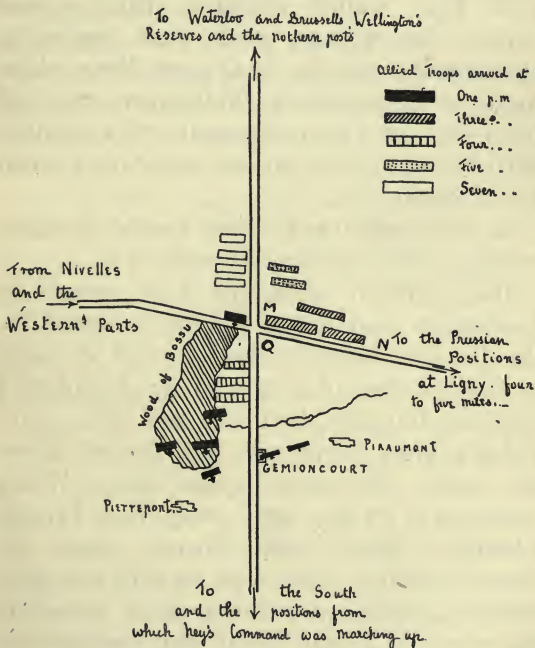 To Waterloo and Brussells Wellington's
Reserves and the nothern posts
Allied Troops arrived at
One p.m
Three..
Four...
Five .
Seven..
From Nivelles
and the
Western Parts
Wood of Bossu
M
N
Q
To the Prussian
Positions
at Ligny four
to five miles...
PIRAUMONT
GEMIONCOURT
PIETTEPONT
To the South
and the positions from
which Ney's Command was marching up.